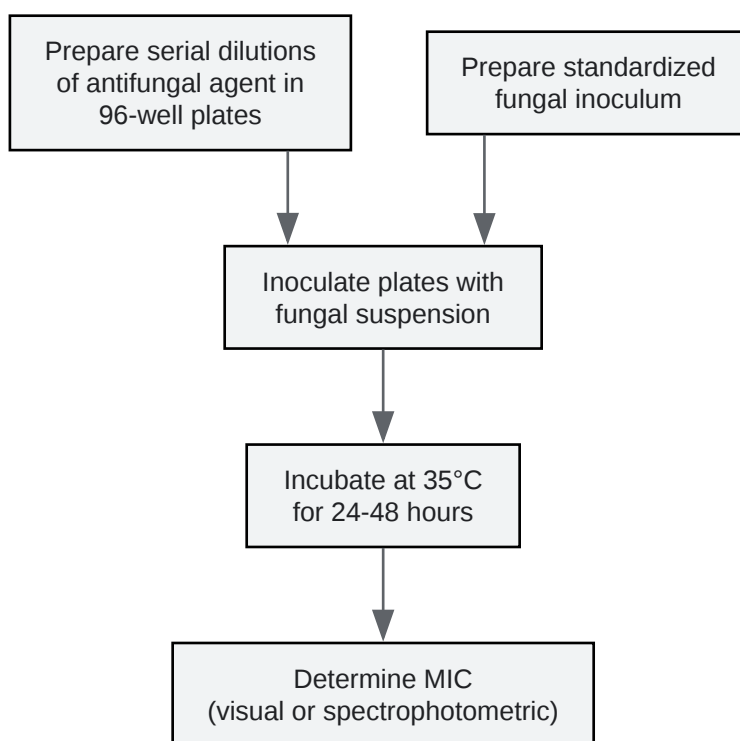 Prepare serial dilutions
of antifungal agent in
96-well plates
Prepare standardized
fungal inoculum
Inoculate plates with
fungal suspension
Incubate at 35°C
for 24-48 hours
Determine MIC
(visual or spectrophotometric)